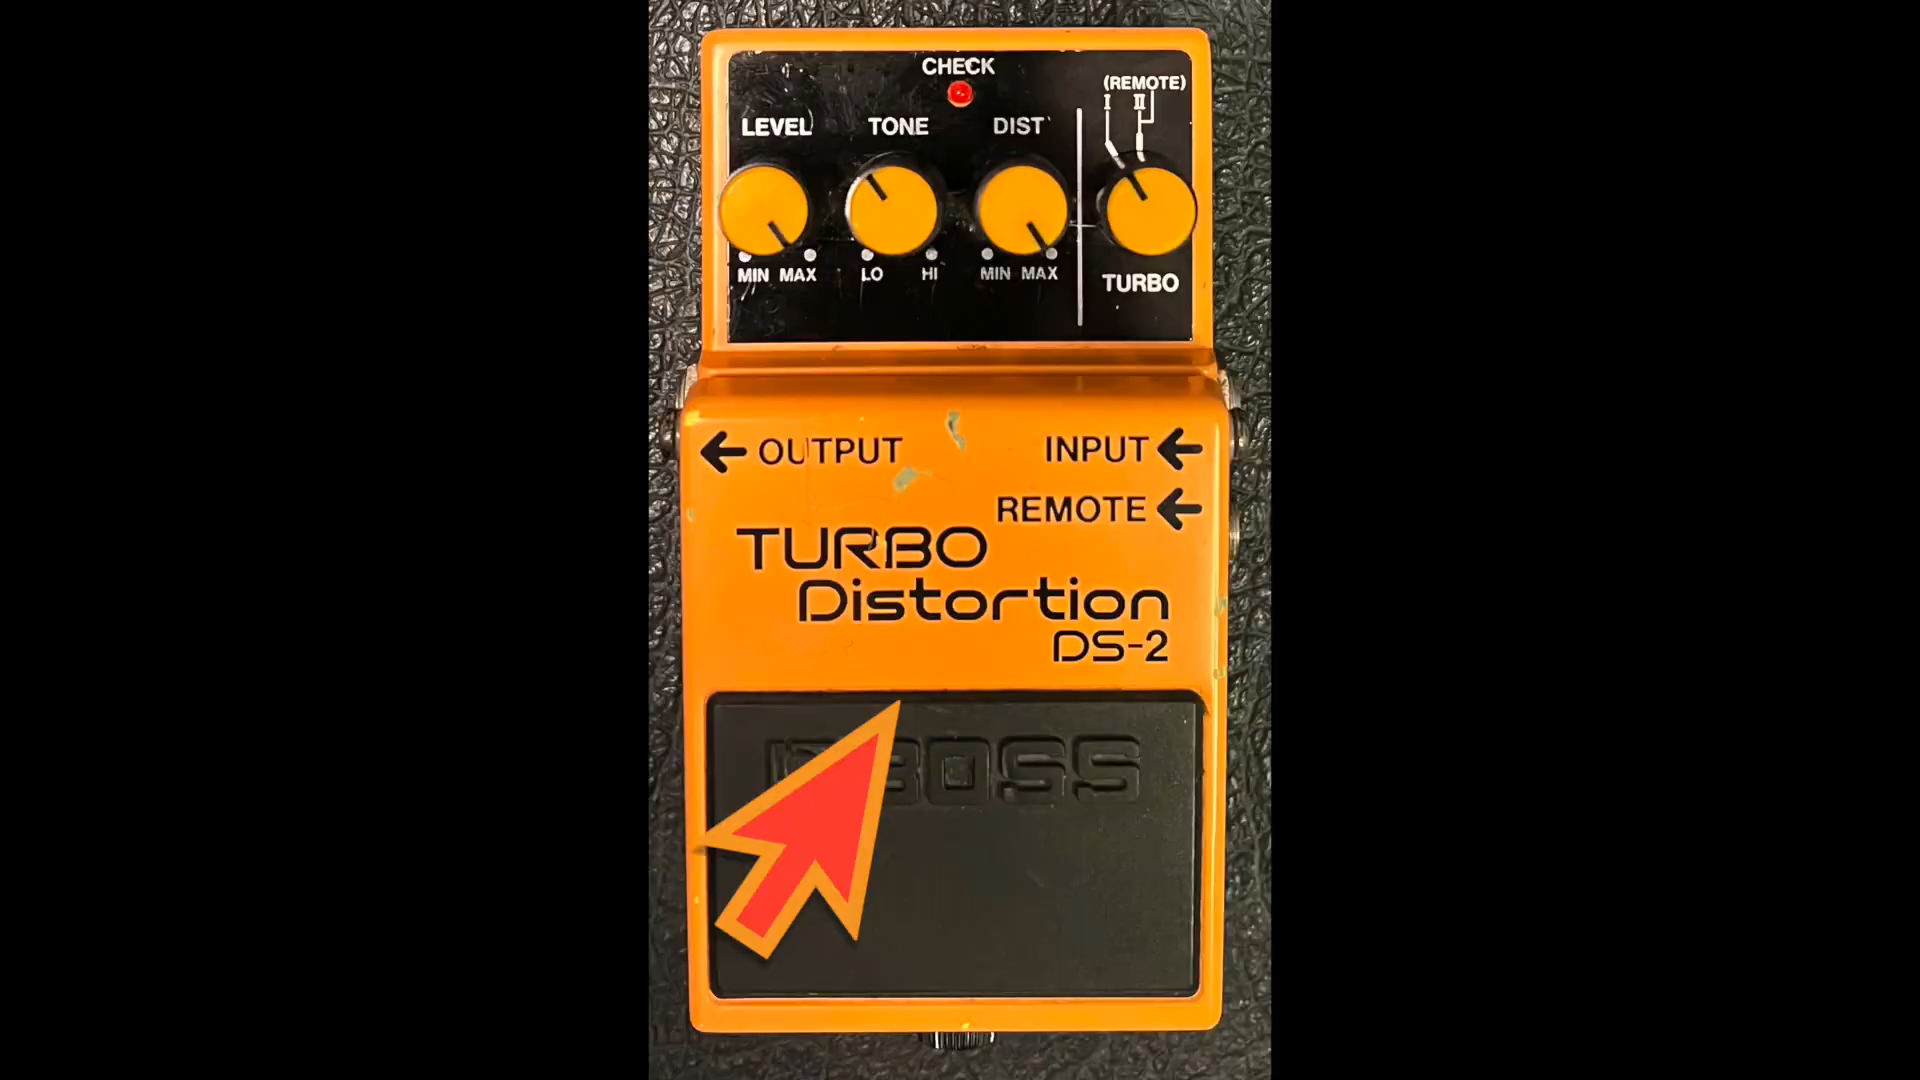 CHECK
(REMOTE)
I II
LEVEL TONE DIST
MIN MAX LO HI MIN MAX
TURBO
OUTPUT INPUT
REMOTE
TURBO
Distortion
DS-2
BOSS